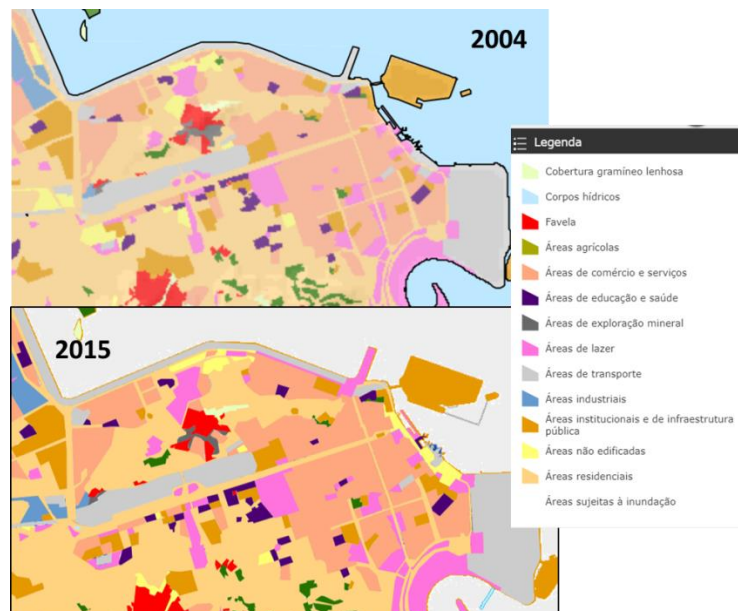 2004
Legenda
Cobertura gramíneo lenhosa
Corpos hídricos
Favela
Áreas agrícolas
Áreas de comércio e serviços
Áreas de educação e saúde
Áreas de exploração mineral
Áreas de lazer
Áreas de transporte
Áreas industriais
Áreas institucionais e de infraestrutura
pública
Áreas não edificadas
Áreas residenciais
Áreas sujeitas à inundação
2015